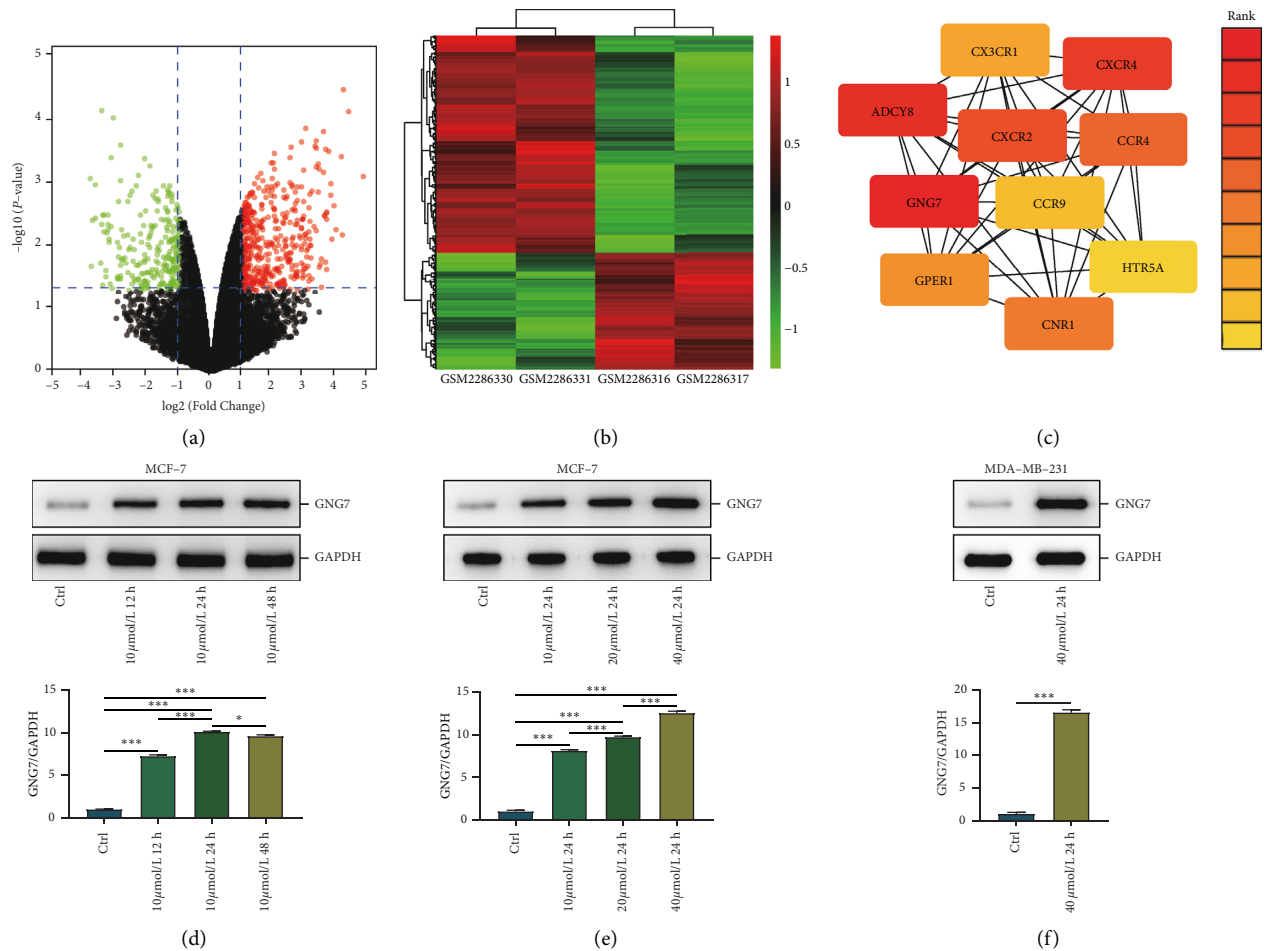 5
4
3
2
1
0
−log10 (P−value)
−5 −4 −3 −2 −1 0 1 2 3 4 5
log2 (Fold Change)
(a)
1
0.5
0
−0.5
−1
GSM2286330 GSM2286331 GSM2286316 GSM2286317
(b)
Rank
CX3CR1
CXCR4
ADCY8
CXCR2
CCR4
GNG7
CCR9
HTR5A
GPER1
CNR1
(c)
MCF−7
GNG7
GAPDH
Ctrl
10 µmol/L 12 h
10 µmol/L 24 h
10 µmol/L 48 h
15
10
5
0
GNG7/GAPDH
***
***
***
*
***
Ctrl
10 µmol/L 12 h
10 µmol/L 24 h
10 µmol/L 48 h
(d)
MCF−7
GNG7
GAPDH
Ctrl
10 µmol/L 24 h
20 µmol/L 24 h
40 µmol/L 24 h
15
10
5
0
GNG7/GAPDH
***
***
***
***
***
Ctrl
10 µmol/L 24 h
20 µmol/L 24 h
40 µmol/L 24 h
(e)
MDA−MB−231
GNG7
GAPDH
Ctrl
40 µmol/L 24 h
20
15
10
5
0
GNG7/GAPDH
***
Ctrl
40 µmol/L 24 h
(f)